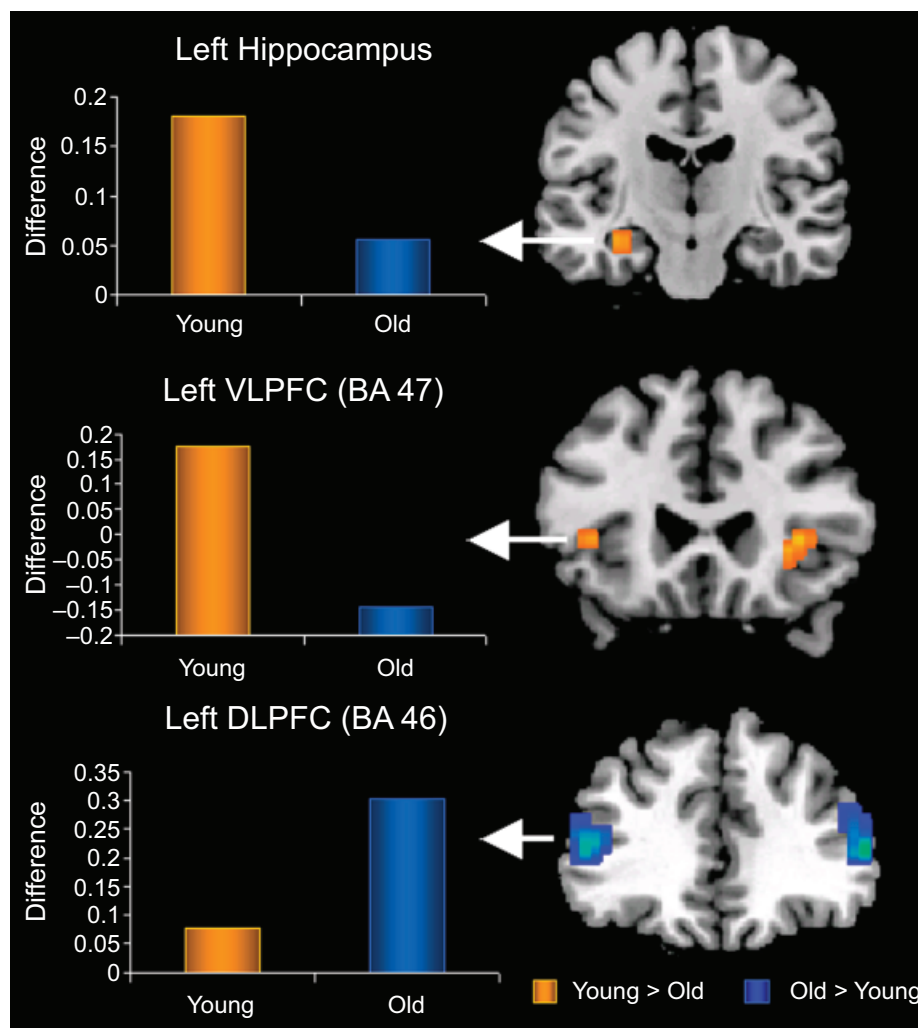 Left Hippocampus
Difference
0.2
0.15
0.1
0.05
0
Young Old
Left VLPFC (BA 47)
Difference
0.2
0.15
0.1
0.05
0
–0.05
–0.1
–0.15
–0.2
Young Old
Left DLPFC (BA 46)
Difference
0.35
0.3
0.25
0.2
0.15
0.1
0.05
0
Young Old
Young > Old Old > Young